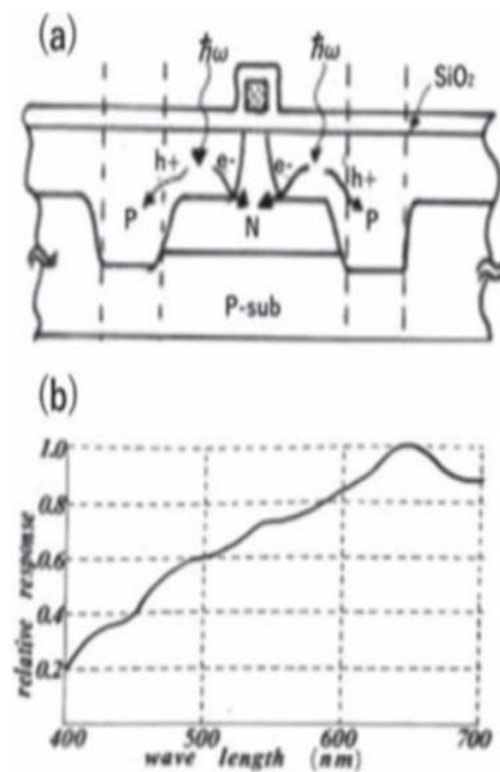 (a)
ħω ħω
SiO₂
h+ e- e- h+
P N P
P-sub
(b)
relative response
1.0
0.8
0.6
0.4
0.2
400 500 600 700
wave length (nm)